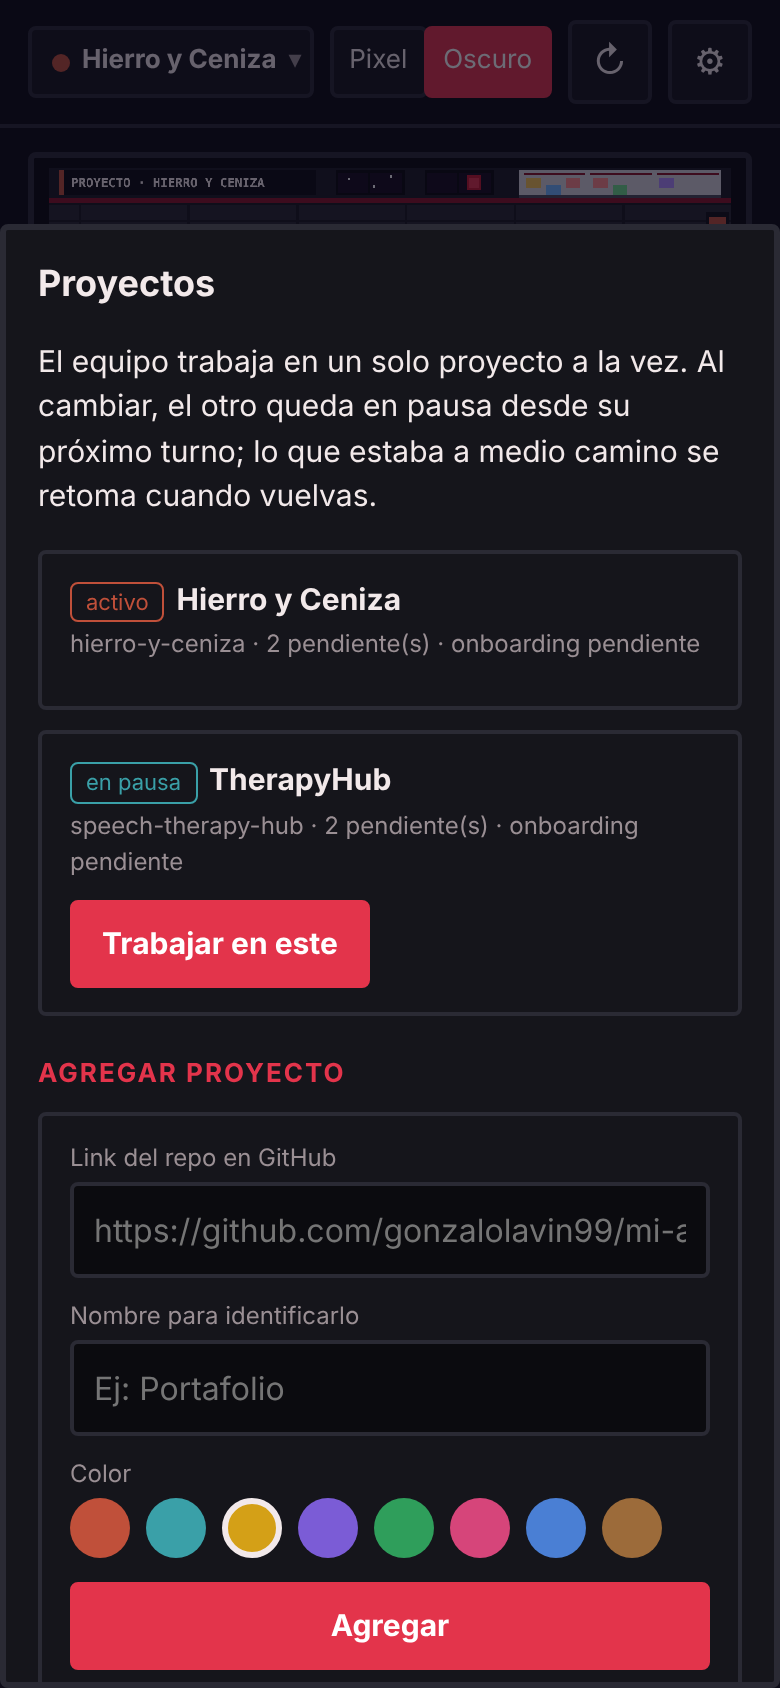 Hierro y Ceniza ▾
Pixel
Oscuro
PROYECTO · HIERRO Y CENIZA
Proyectos
El equipo trabaja en un solo proyecto a la vez. Al
cambiar, el otro queda en pausa desde su
próximo turno; lo que estaba a medio camino se
retoma cuando vuelvas.
activo Hierro y Ceniza
hierro-y-ceniza · 2 pendiente(s) · onboarding pendiente
en pausa TherapyHub
speech-therapy-hub · 2 pendiente(s) · onboarding
pendiente
Trabajar en este
AGREGAR PROYECTO
Link del repo en GitHub
https://github.com/gonzalolavin99/mi-a
Nombre para identificarlo
Ej: Portafolio
Color
Agregar